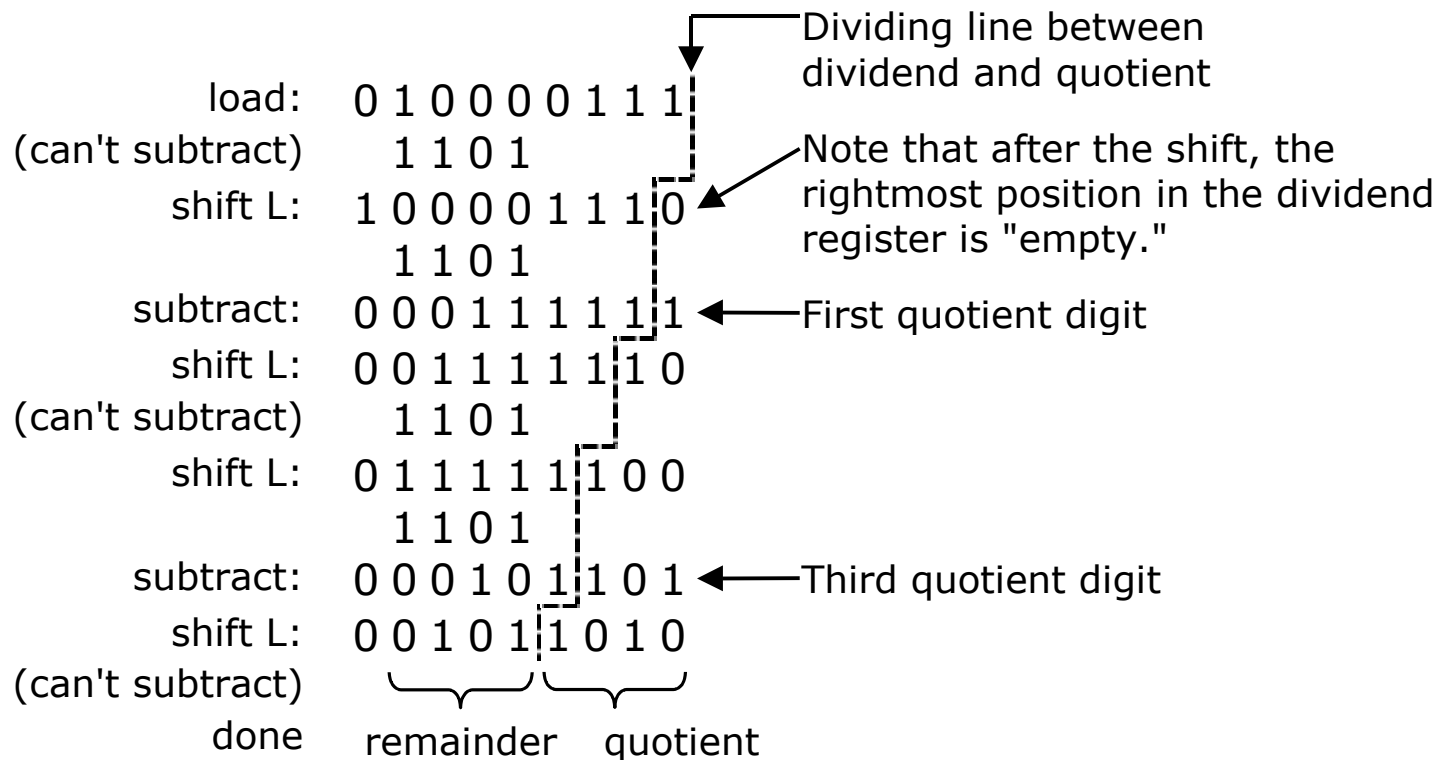 Dividing line between
dividend and quotient
load: 0 1 0 0 0 0 1 1 1
(can't subtract) 1 1 0 1
Note that after the shift, the
rightmost position in the dividend
register is "empty."
shift L: 1 0 0 0 0 1 1 1 0
1 1 0 1
subtract: 0 0 0 1 1 1 1 1 1
First quotient digit
shift L: 0 0 1 1 1 1 1 1 0
(can't subtract) 1 1 0 1
shift L: 0 1 1 1 1 1 1 0 0
1 1 0 1
subtract: 0 0 0 1 0 1 1 0 1
Third quotient digit
shift L: 0 0 1 0 1 1 0 1 0
(can't subtract)
done remainder quotient